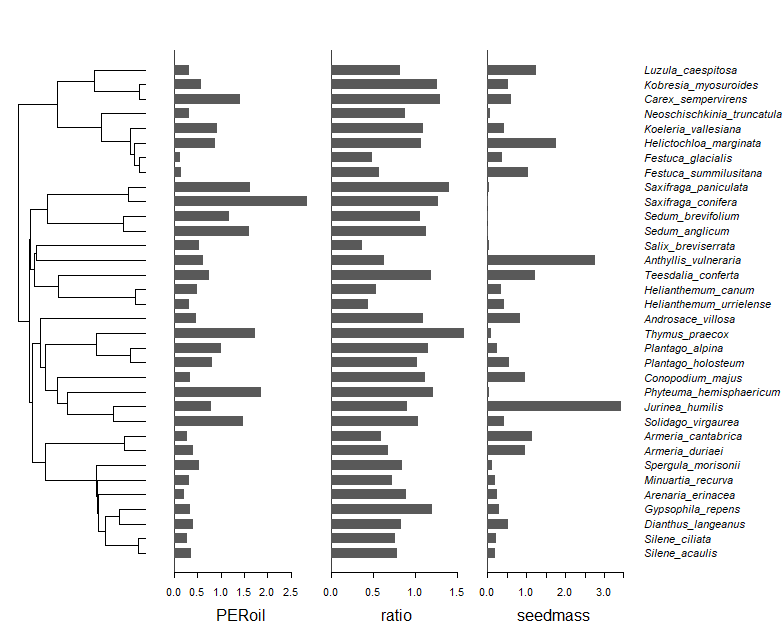 Luzula_caespitosa
Kobresia_myosuroides
Carex_sempervirens
Neoschischkinia_truncatula
Koeleria_vallesiana
Helictochloa_marginata
Festuca_glacialis
Festuca_summilusitana
Saxifraga_paniculata
Saxifraga_conifera
Sedum_brevifolium
Sedum_anglicum
Salix_breviserrata
Anthyllis_vulneraria
Teesdalia_conferta
Helianthemum_canum
Helianthemum_urrielense
Androsace_villosa
Thymus_praecox
Plantago_alpina
Plantago_holosteum
Conopodium_majus
Phyteuma_hemisphaericum
Jurinea_humilis
Solidago_virgaurea
Armeria_cantabrica
Armeria_duriaei
Spergula_morisonii
Minuartia_recurva
Arenaria_erinacea
Gypsophila_repens
Dianthus_langeanus
Silene_ciliata
Silene_acaulis
0.0 0.5 1.0 1.5 2.0 2.5 0.0 0.5 1.0 1.5 0.0 1.0 2.0 3.0
PERoil ratio seedmass